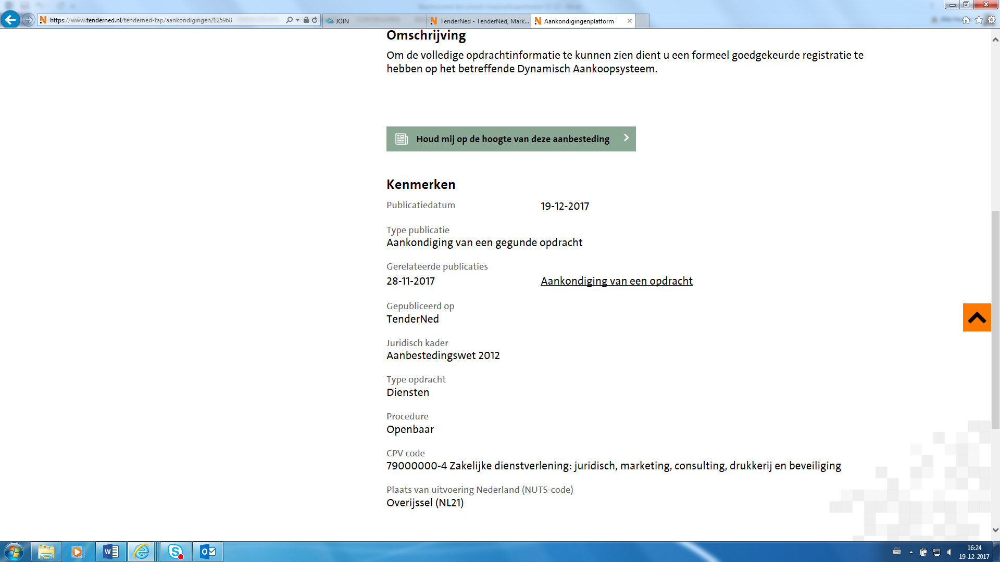 https://www.tenderned.nl/tenderned-tap/aankondigingen/125968
JOIN
TenderNed - TenderNed, Mark...
Aankondigingenplatform
Omschrijving
Om de volledige opdrachtinformatie te kunnen zien dient u een formeel goedgekeurde registratie te
hebben op het betreffende Dynamisch Aankoopsysteem.
Houd mij op de hoogte van deze aanbesteding
Kenmerken
Publicatiedatum 19-12-2017
Type publicatie
Aankondiging van een gegunde opdracht
Gerelateerde publicaties
28-11-2017 Aankondiging van een opdracht
Gepubliceerd op
TenderNed
Juridisch kader
Aanbestedingswet 2012
Type opdracht
Diensten
Procedure
Openbaar
CPV code
79000000-4 Zakelijke dienstverlening: juridisch, marketing, consulting, drukkerij en beveiliging
Plaats van uitvoering Nederland (NUTS-code)
Overijssel (NL21)
16:24
19-12-2017